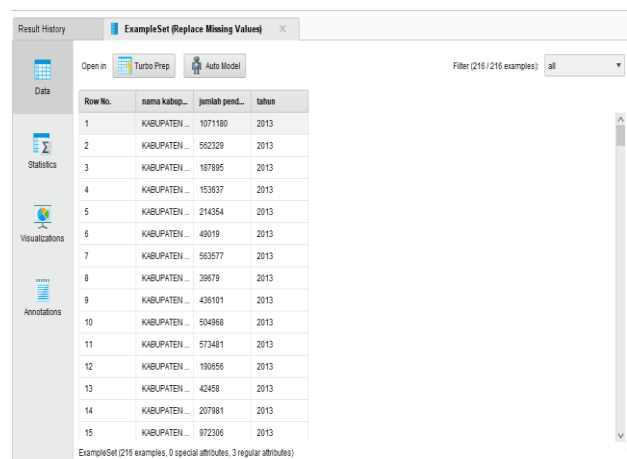 Result History ExampleSet (Replace Missing Values)
Open in Turbo Prep Auto Model Filter (216 / 216 examples): all
Data
Statistics
Visualizations
Annotations
Row No. nama kabup... jumlah pend... tahun
1 KABUPATEN ... 1071180 2013
2 KABUPATEN ... 562329 2013
3 KABUPATEN ... 187895 2013
4 KABUPATEN ... 153637 2013
5 KABUPATEN ... 214354 2013
6 KABUPATEN ... 49019 2013
7 KABUPATEN ... 563577 2013
8 KABUPATEN ... 39679 2013
9 KABUPATEN ... 436101 2013
10 KABUPATEN ... 504968 2013
11 KABUPATEN ... 573481 2013
12 KABUPATEN ... 190656 2013
13 KABUPATEN ... 42458 2013
14 KABUPATEN ... 207981 2013
15 KABUPATEN ... 972306 2013
ExampleSet (216 examples, 0 special attributes, 3 regular attributes)